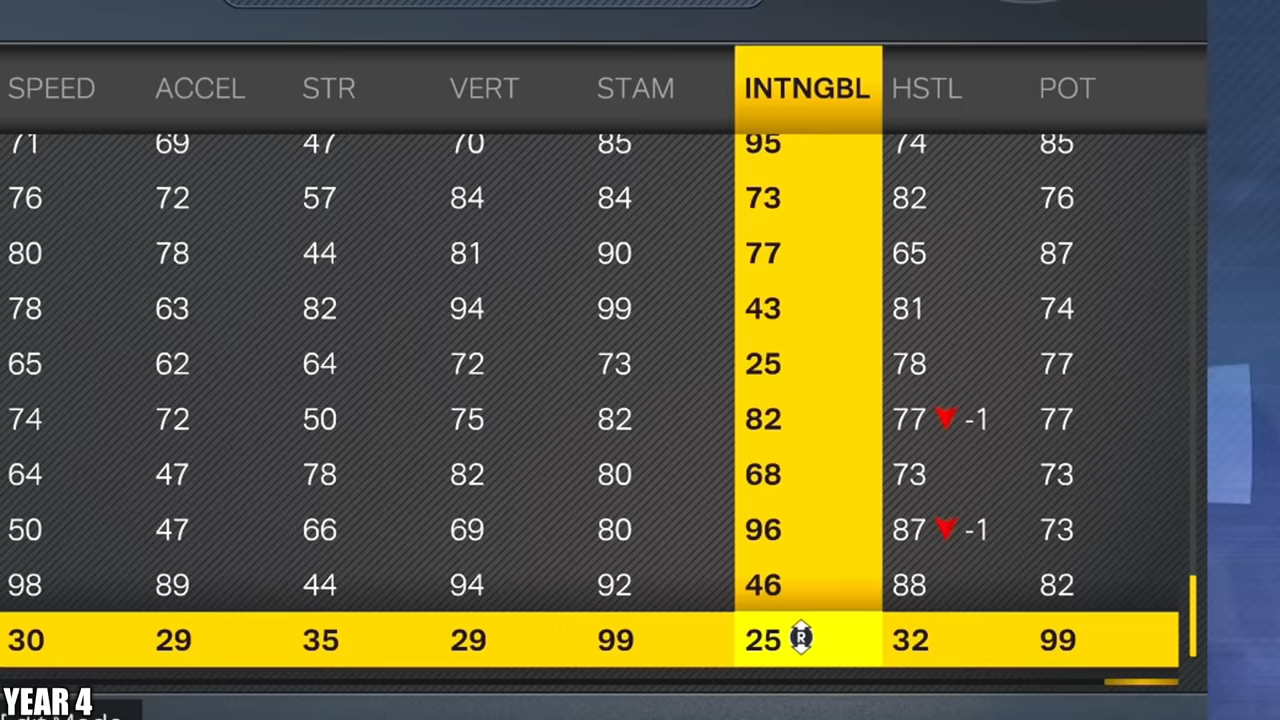 SPEED ACCEL STR VERT STAM INTNGBL HSTL POT
71 69 47 70 85 95 74 85
76 72 57 84 84 73 82 76
80 78 44 81 90 77 65 87
78 63 82 94 99 43 81 74
65 62 64 72 73 25 78 77
74 72 50 75 82 82 77 -1 77
64 47 78 82 80 68 73 73
50 47 66 69 80 96 87 -1 73
98 89 44 94 92 46 88 82
30 29 35 29 99 25 R 32 99
YEAR 4